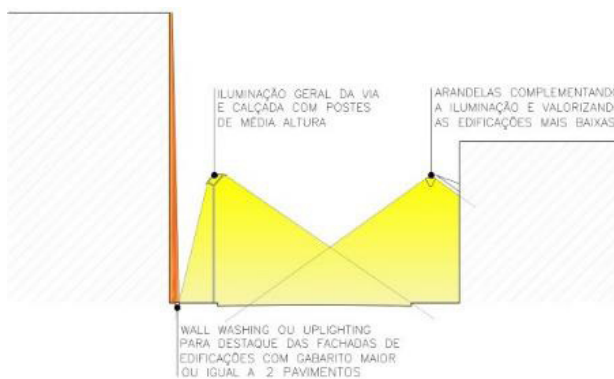 ILUMINAÇÃO GERAL DA VIA
E CALÇADA COM POSTES
DE MÉDIA ALTURA
ARANDELAS COMPLEMENTANDO
A ILUMINAÇÃO E VALORIZANDO
AS EDIFICAÇÕES MAIS BAIXAS
WALL WASHING OU UPLIGHTING
PARA DESTAQUE DAS FACHADAS DE
EDIFICAÇÕES COM GABARITO MAIOR
OU IGUAL A 2 PAVIMENTOS